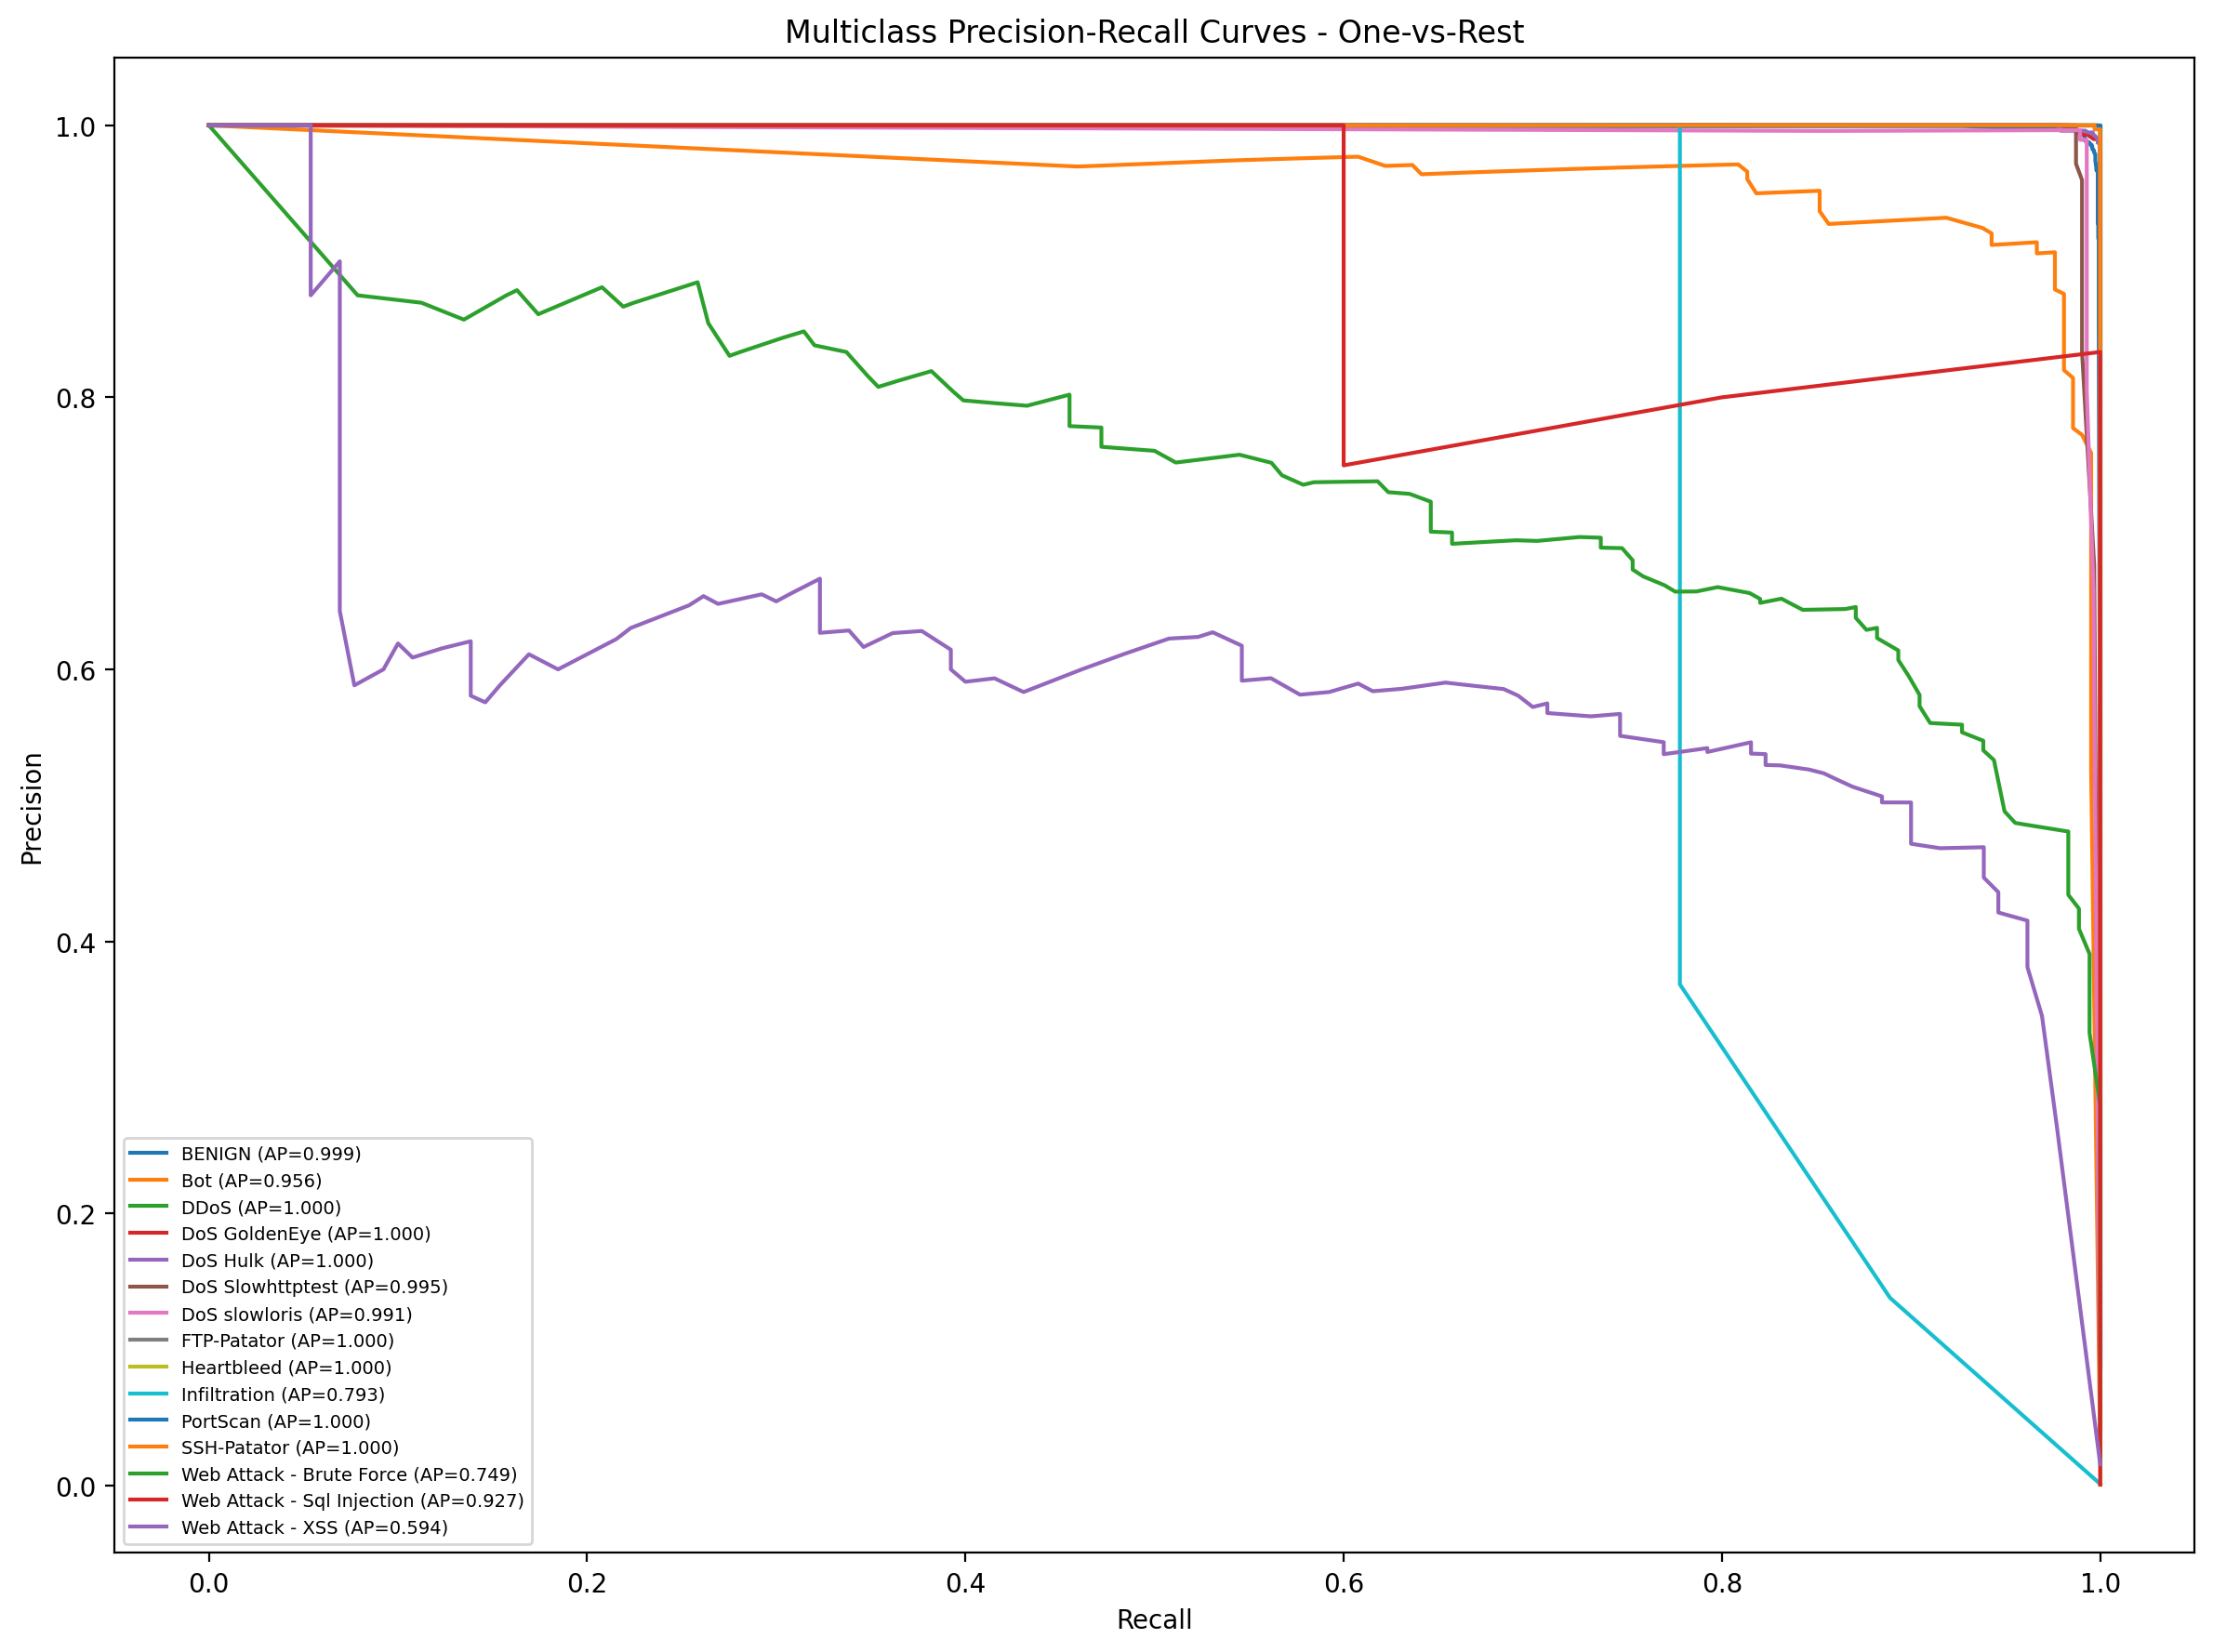 Multiclass Precision-Recall Curves - One-vs-Rest
Precision
1.0
0.8
0.6
0.4
0.2
0.0
BENIGN (AP=0.999)
Bot (AP=0.956)
DDoS (AP=1.000)
DoS GoldenEye (AP=1.000)
DoS Hulk (AP=1.000)
DoS Slowhttptest (AP=0.995)
DoS slowloris (AP=0.991)
FTP-Patator (AP=1.000)
Heartbleed (AP=1.000)
Infiltration (AP=0.793)
PortScan (AP=1.000)
SSH-Patator (AP=1.000)
Web Attack - Brute Force (AP=0.749)
Web Attack - Sql Injection (AP=0.927)
Web Attack - XSS (AP=0.594)
0.0 0.2 0.4 0.6 0.8 1.0
Recall